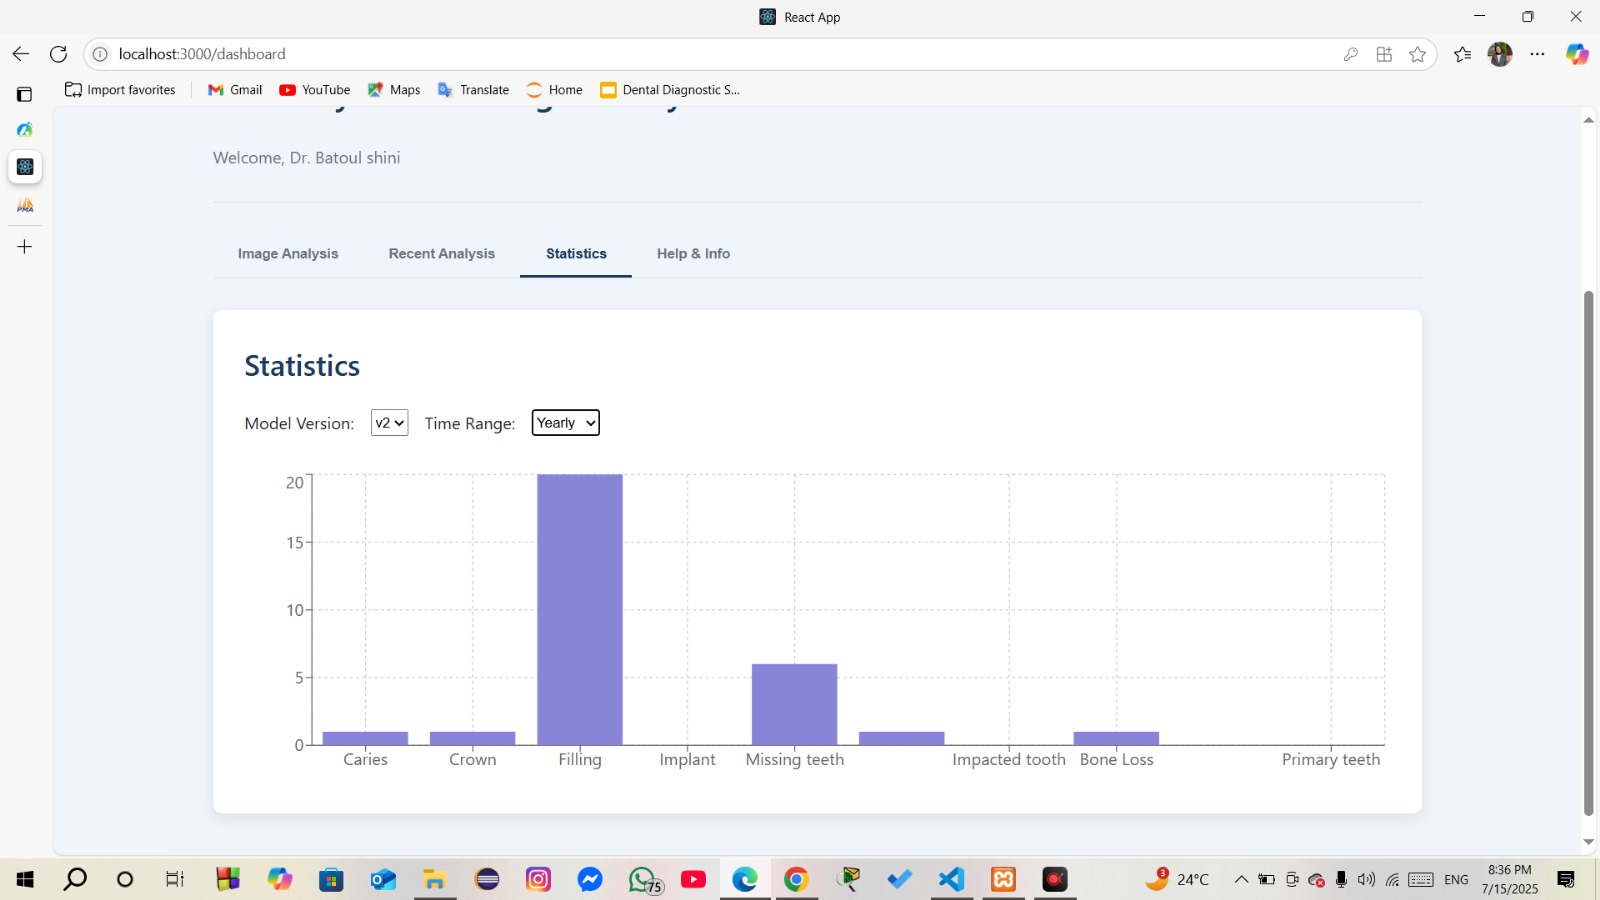 React App
localhost:3000/dashboard
Import favorites
Gmail
YouTube
Maps
Translate
Home
Dental Diagnostic S...
PMA
Welcome, Dr. Batoul shini
Image Analysis
Recent Analysis
Statistics
Help & Info
Statistics
Model Version: v2 Time Range: Yearly
20
15
10
5
0
Caries
Crown
Filling
Implant
Missing teeth
Impacted tooth
Bone Loss
Primary teeth
75
3
24°C
ENG
8:36 PM
7/15/2025